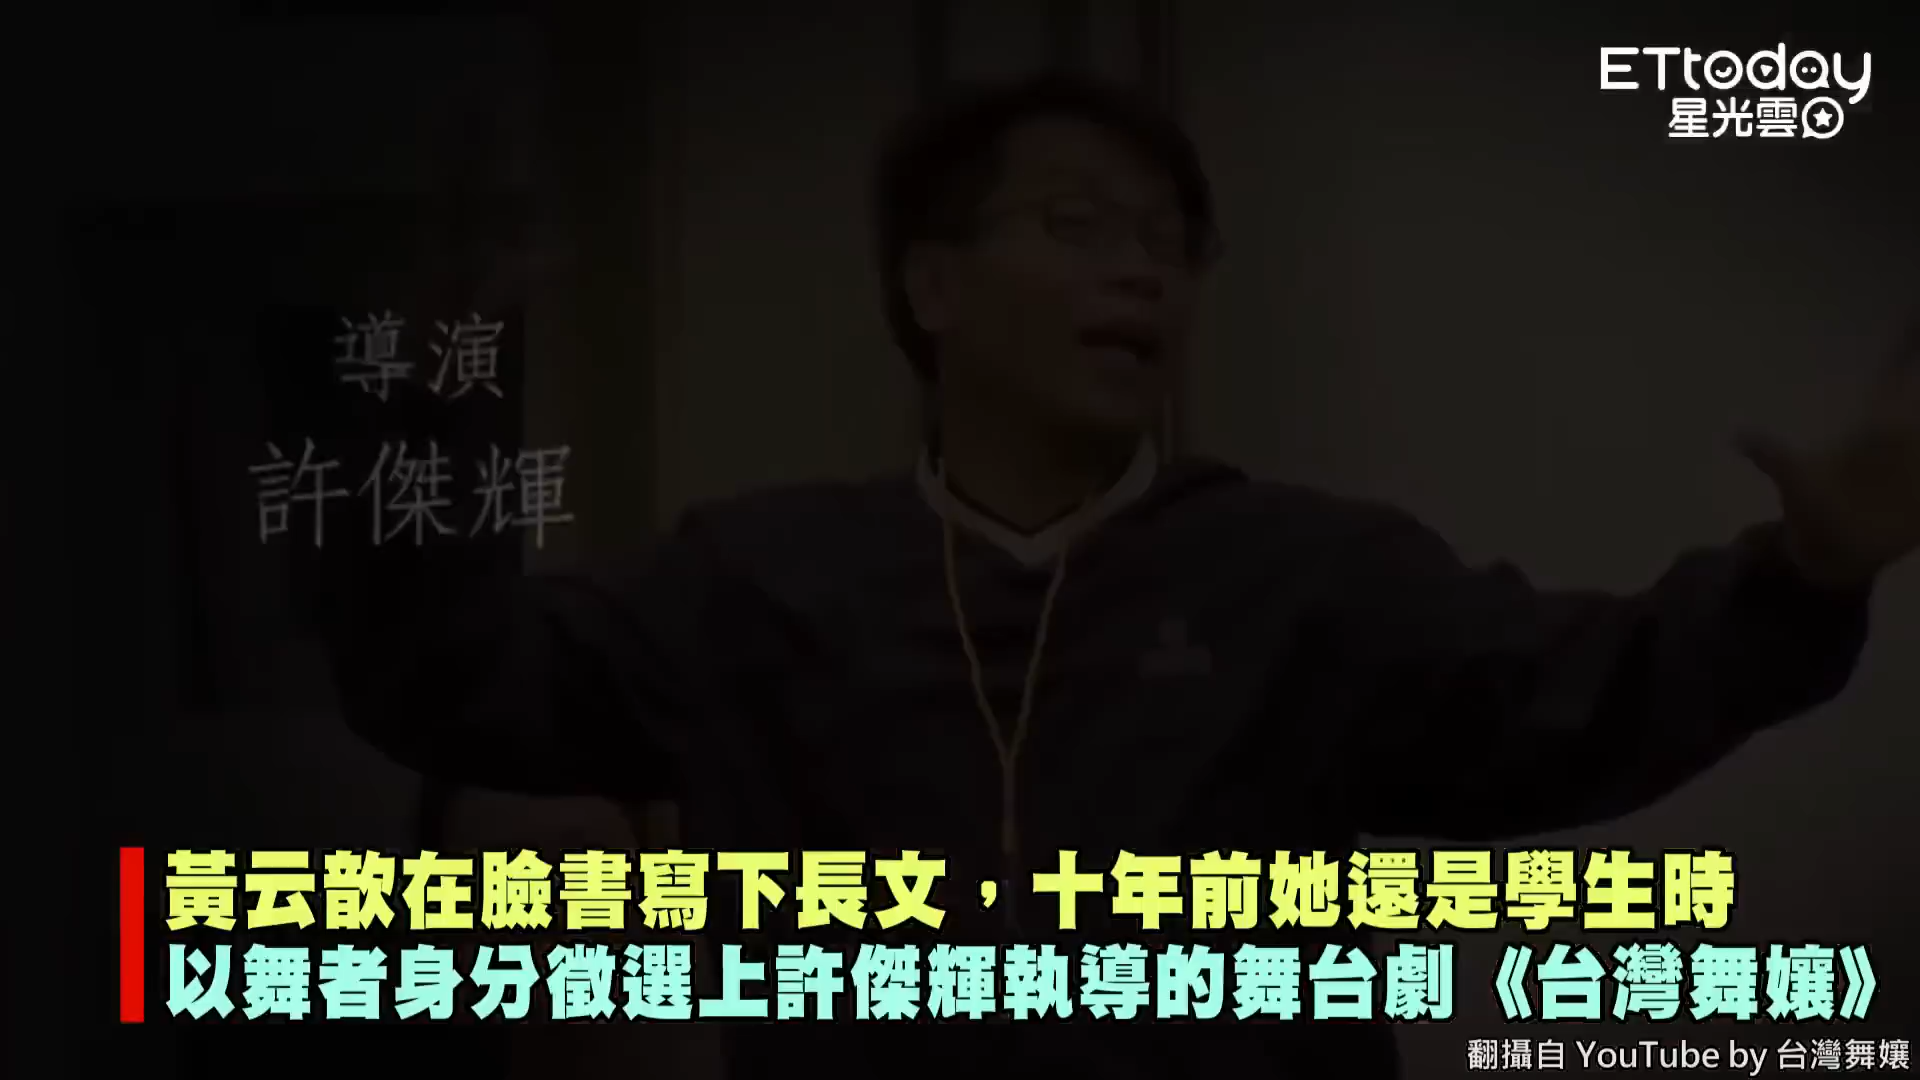 ETtoday
星光雲
導演
許傑輝
黃云歆在臉書寫下長文，十年前她還是學生時
以舞者身分徵選上許傑輝執導的舞台劇《台灣舞孃》
翻攝自 YouTube by 台灣舞孃